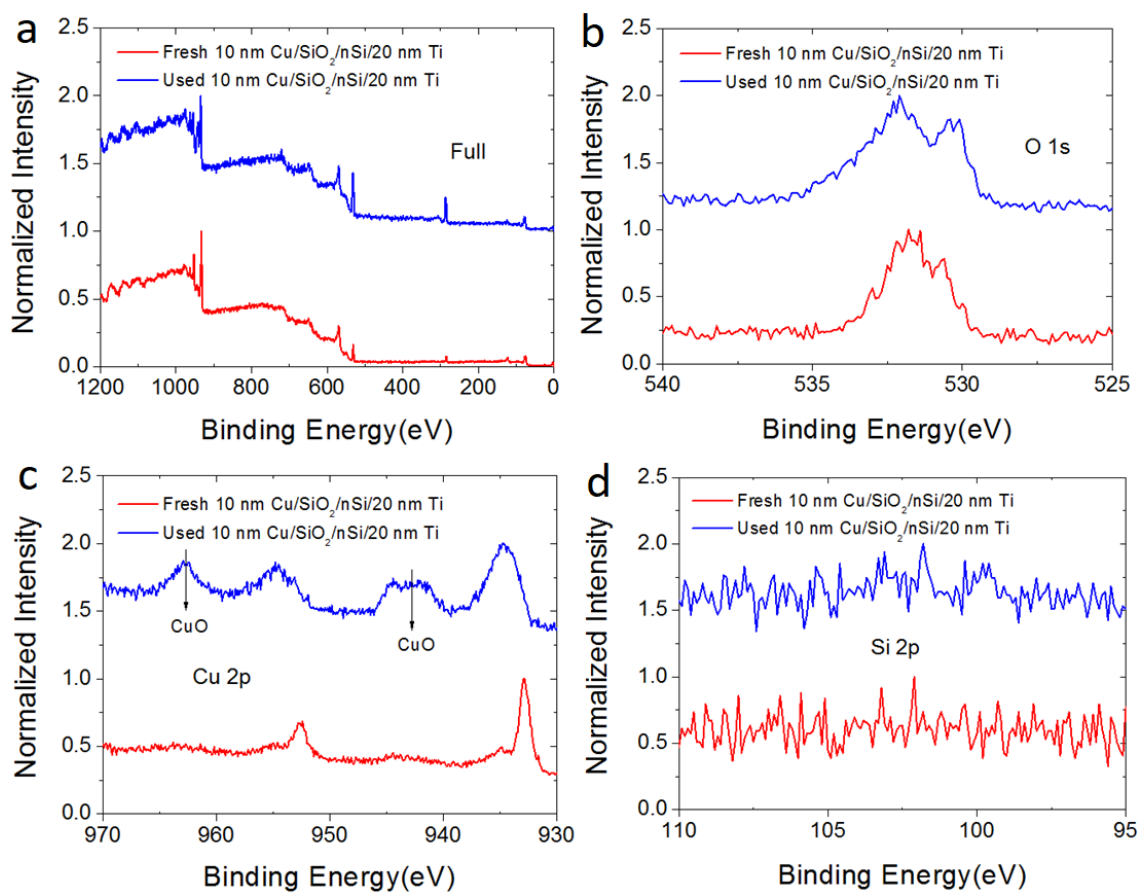 a
Fresh 10 nm Cu/SiO₂/nSi/20 nm Ti
Used 10 nm Cu/SiO₂/nSi/20 nm Ti
Full
2.5
2.0
1.5
1.0
0.5
0.0
1200 1000 800 600 400 200 0
Normalized Intensity
Binding Energy(eV)
b
Fresh 10 nm Cu/SiO₂/nSi/20 nm Ti
Used 10 nm Cu/SiO₂/nSi/20 nm Ti
O 1s
2.5
2.0
1.5
1.0
0.5
0.0
540 535 530 525
Normalized Intensity
Binding Energy(eV)
c
Fresh 10 nm Cu/SiO₂/nSi/20 nm Ti
Used 10 nm Cu/SiO₂/nSi/20 nm Ti
CuO
CuO
Cu 2p
2.5
2.0
1.5
1.0
0.5
0.0
970 960 950 940 930
Normalized Intensity
Binding Energy(eV)
d
Fresh 10 nm Cu/SiO₂/nSi/20 nm Ti
Used 10 nm Cu/SiO₂/nSi/20 nm Ti
Si 2p
2.5
2.0
1.5
1.0
0.5
0.0
110 105 100 95
Normalized Intensity
Binding Energy(eV)